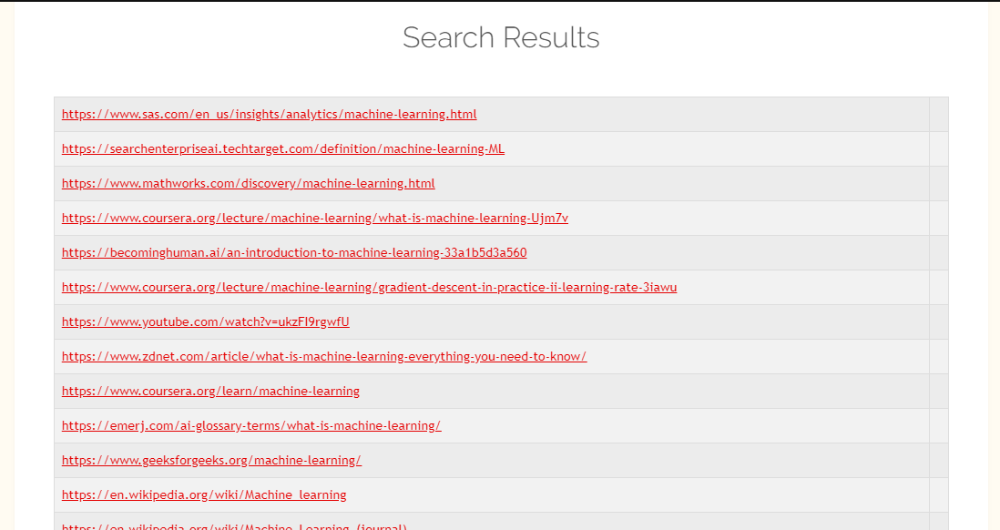 Search Results
https://www.sas.com/en_us/insights/analytics/machine-learning.html
https://searchenterpriseai.techtarget.com/definition/machine-learning-ML
https://www.mathworks.com/discovery/machine-learning.html
https://www.coursera.org/lecture/machine-learning/what-is-machine-learning-Ujm7v
https://becominghuman.ai/an-introduction-to-machine-learning-33a1b5d3a560
https://www.coursera.org/lecture/machine-learning/gradient-descent-in-practice-ii-learning-rate-3iawu
https://www.youtube.com/watch?v=ukzFI9rgwfU
https://www.zdnet.com/article/what-is-machine-learning-everything-you-need-to-know/
https://www.coursera.org/learn/machine-learning
https://emerj.com/ai-glossary-terms/what-is-machine-learning/
https://www.geeksforgeeks.org/machine-learning/
https://en.wikipedia.org/wiki/Machine_learning
https://en.wikipedia.org/wiki/Machine_Learning_(journal)